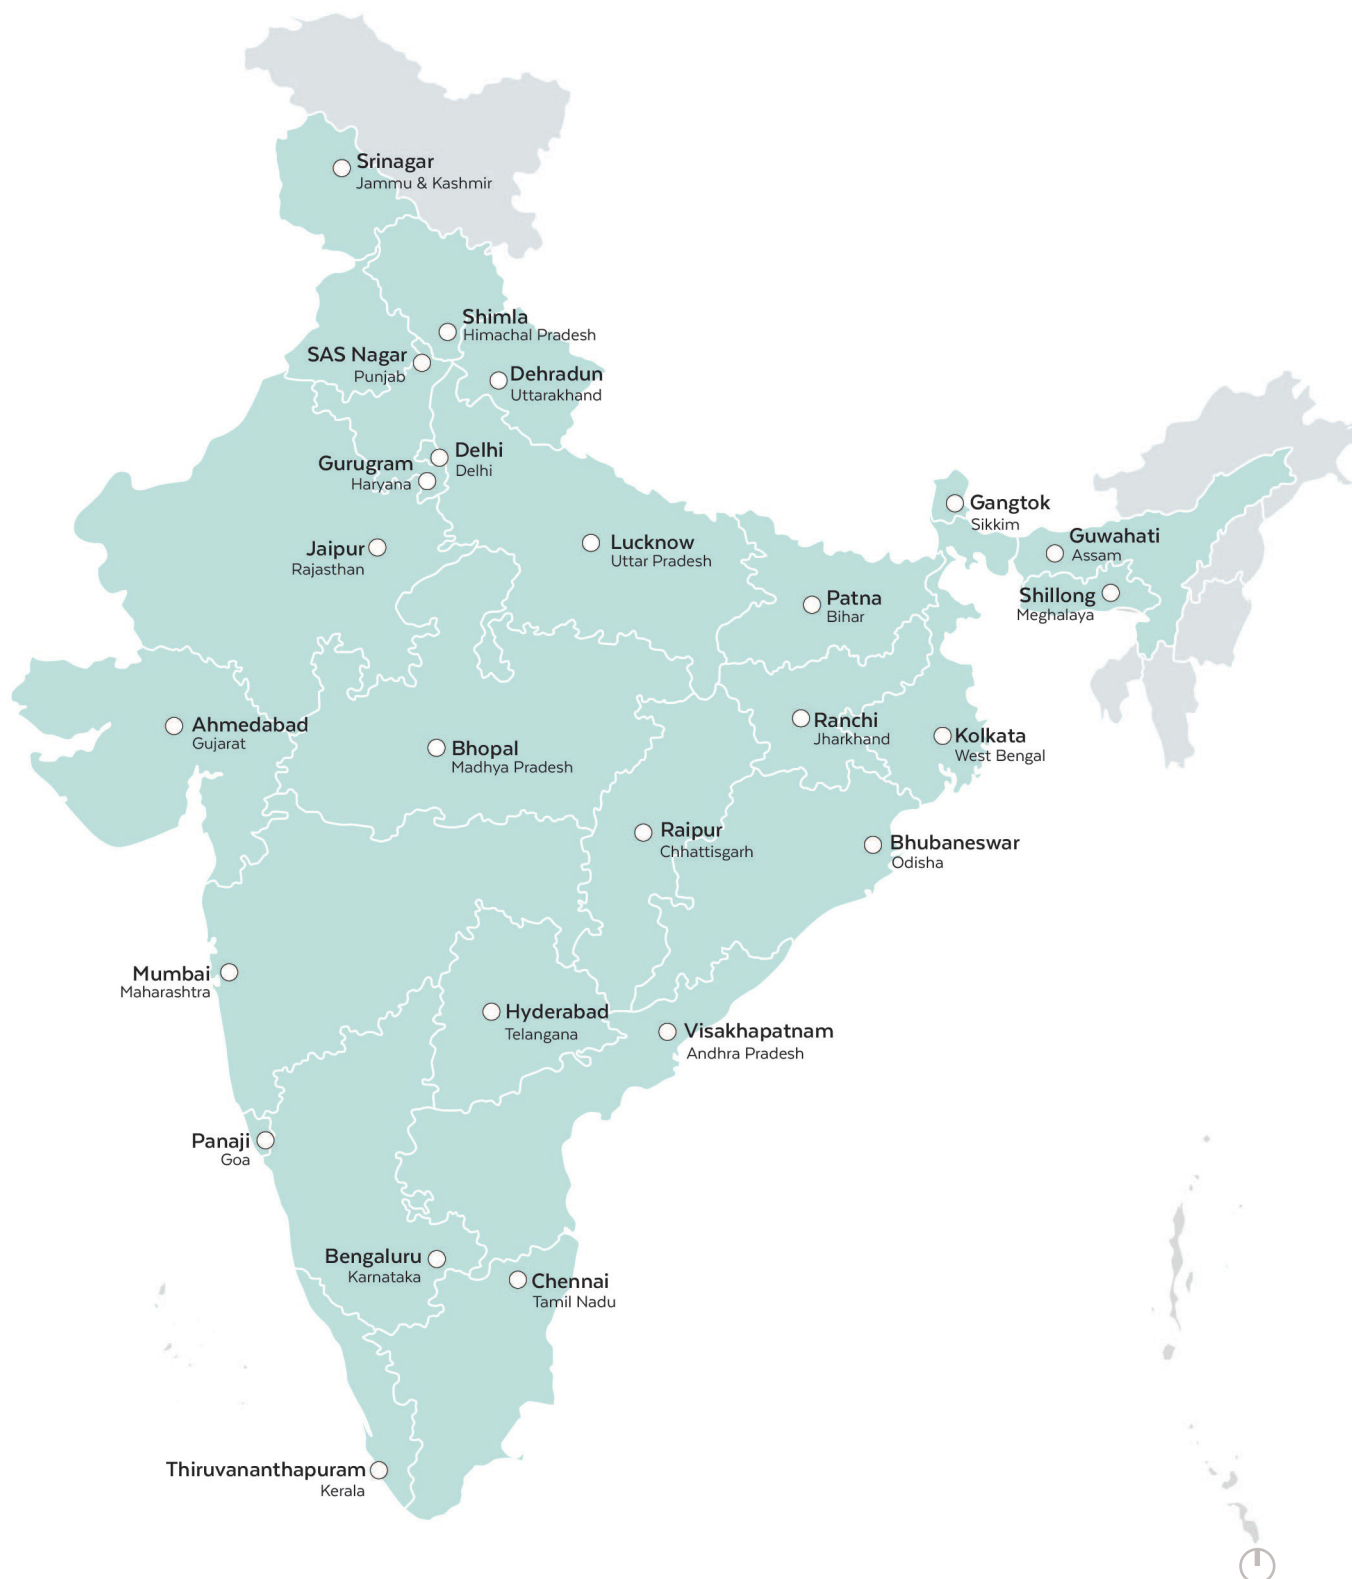 Srinagar
Jammu & Kashmir
Shimla
Himachal Pradesh
SAS Nagar
Punjab
Dehradun
Uttarakhand
Delhi
Delhi
Gurugram
Haryana
Gangtok
Sikkim
Guwahati
Assam
Jaipur
Rajasthan
Lucknow
Uttar Pradesh
Patna
Bihar
Shillong
Meghalaya
Ahmedabad
Gujarat
Bhopal
Madhya Pradesh
Ranchi
Jharkhand
Kolkata
West Bengal
Raipur
Chhattisgarh
Bhubaneswar
Odisha
Mumbai
Maharashtra
Hyderabad
Telangana
Visakhapatnam
Andhra Pradesh
Panaji
Goa
Bengaluru
Karnataka
Chennai
Tamil Nadu
Thiruvananthapuram
Kerala